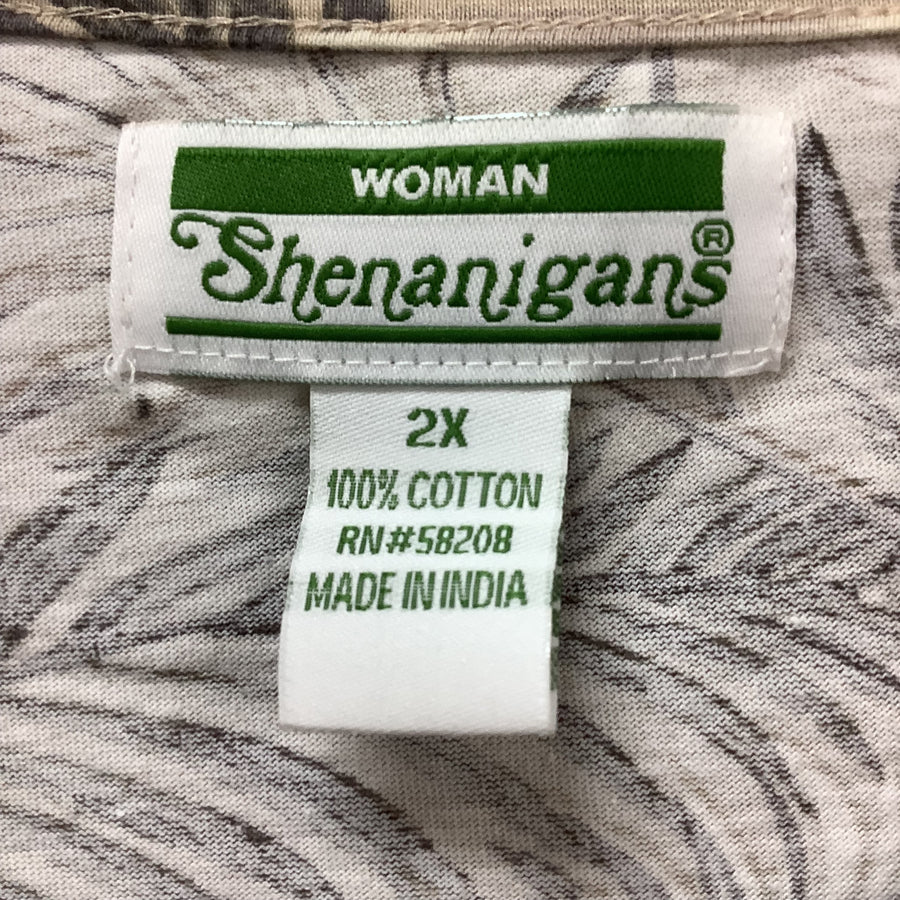 WOMAN
Shenanigans®
2X
100% COTTON
RN#58208
MADE IN INDIA